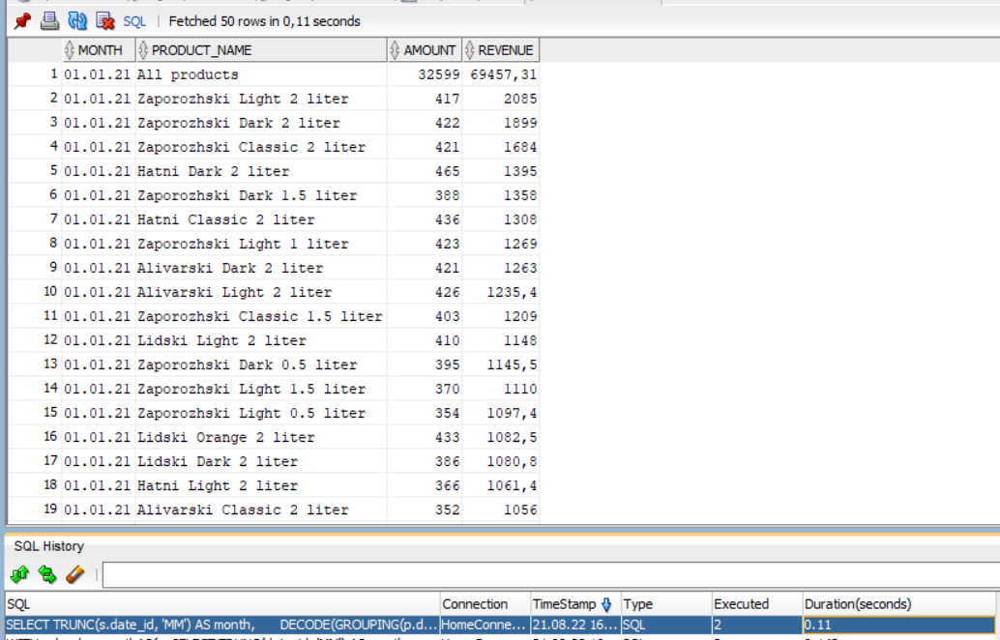 SQL | Fetched 50 rows in 0,11 seconds
MONTH PRODUCT_NAME AMOUNT REVENUE
1 01.01.21 All products 32599 69457,31
2 01.01.21 Zaporozhski Light 2 liter 417 2085
3 01.01.21 Zaporozhski Dark 2 liter 422 1899
4 01.01.21 Zaporozhski Classic 2 liter 421 1684
5 01.01.21 Hatni Dark 2 liter 465 1395
6 01.01.21 Zaporozhski Dark 1.5 liter 388 1358
7 01.01.21 Hatni Classic 2 liter 436 1308
8 01.01.21 Zaporozhski Light 1 liter 423 1269
9 01.01.21 Alivarski Dark 2 liter 421 1263
10 01.01.21 Alivarski Light 2 liter 426 1235,4
11 01.01.21 Zaporozhski Classic 1.5 liter 403 1209
12 01.01.21 Lidski Light 2 liter 410 1148
13 01.01.21 Zaporozhski Dark 0.5 liter 395 1145,5
14 01.01.21 Zaporozhski Light 1.5 liter 370 1110
15 01.01.21 Zaporozhski Light 0.5 liter 354 1097,4
16 01.01.21 Lidski Orange 2 liter 433 1082,5
17 01.01.21 Lidski Dark 2 liter 386 1080,8
18 01.01.21 Hatni Light 2 liter 366 1061,4
19 01.01.21 Alivarski Classic 2 liter 352 1056
SQL History
SQL Connection TimeStamp Type Executed Duration(seconds)
SELECT TRUNC(s.date_id, 'MM') AS month, DECODE(GROUPING(p.d... HomeConne... 21.08.22 16... SQL 2 0.11